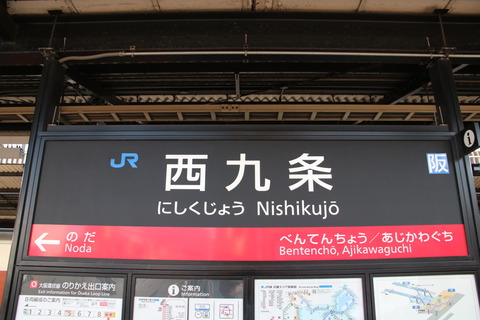 JR
西九条
阪
にしくじょう Nishikujō
のだ
Noda
べんてんちょう／あじかわぐち
Bentenchō, Ajikawaguchi
大阪環状線 のりかえ出口案内
Exit information for Osaka Loop Line
ご案内
Information